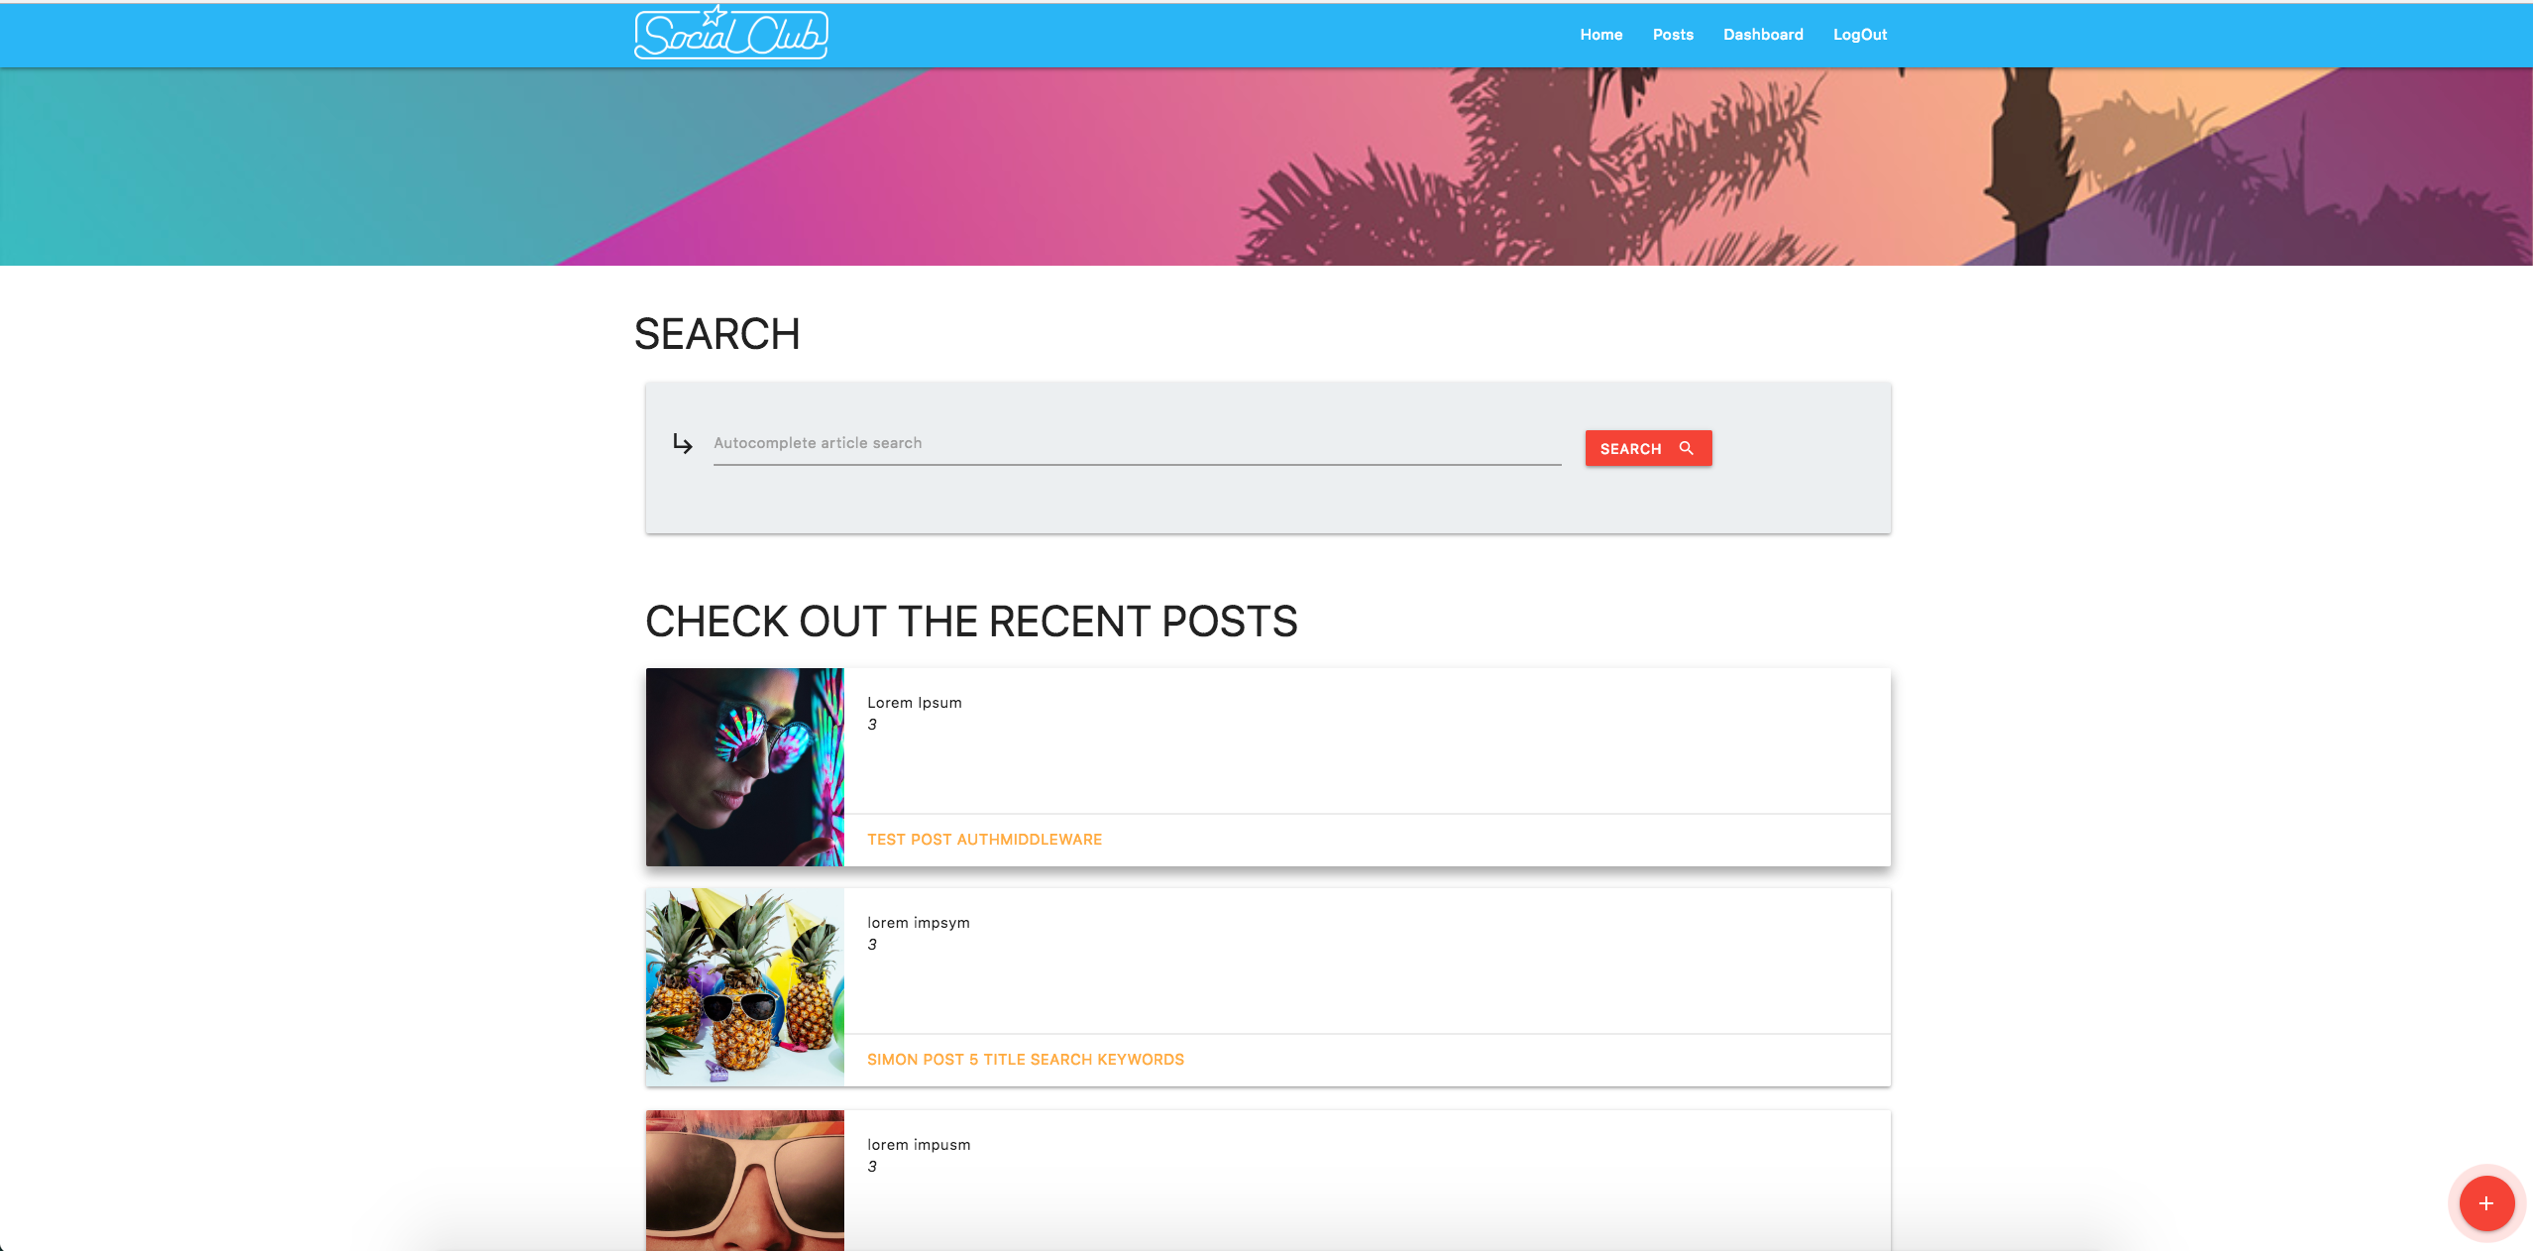 Social Club
Home Posts Dashboard LogOut
SEARCH
Autocomplete article search
SEARCH
CHECK OUT THE RECENT POSTS
Lorem Ipsum
3
TEST POST AUTHMIDDLEWARE
lorem impsym
3
SIMON POST 5 TITLE SEARCH KEYWORDS
lorem impusm
3